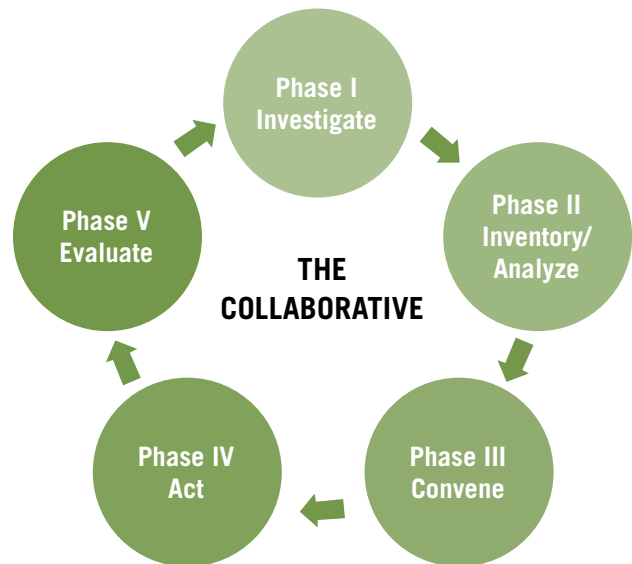 Phase I
Investigate
Phase II
Inventory/
Analyze
Phase III
Convene
Phase IV
Act
Phase V
Evaluate
THE
COLLABORATIVE